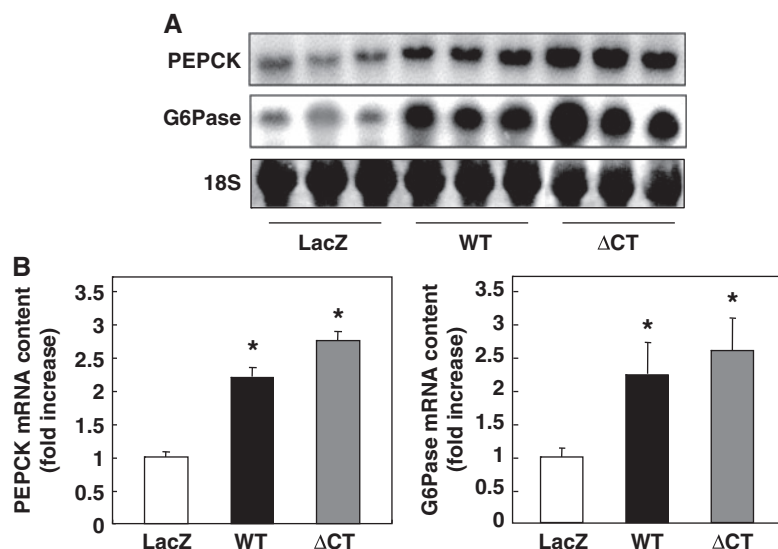 A
PEPCK
G6Pase
18S
LacZ WT ΔCT
B
PEPCK mRNA content
(fold increase)
3.5
3
2.5
2
1.5
1
0.5
0
* *
LacZ WT ΔCT
G6Pase mRNA content
(fold increase)
3.5
3
2.5
2
1.5
1
0.5
0
* *
LacZ WT ΔCT